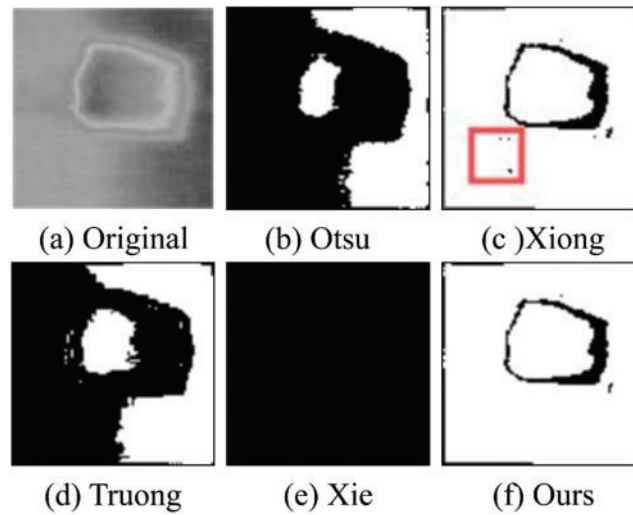 (a) Original
(b) Otsu
(c )Xiong
(d) Truong
(e) Xie
(f) Ours